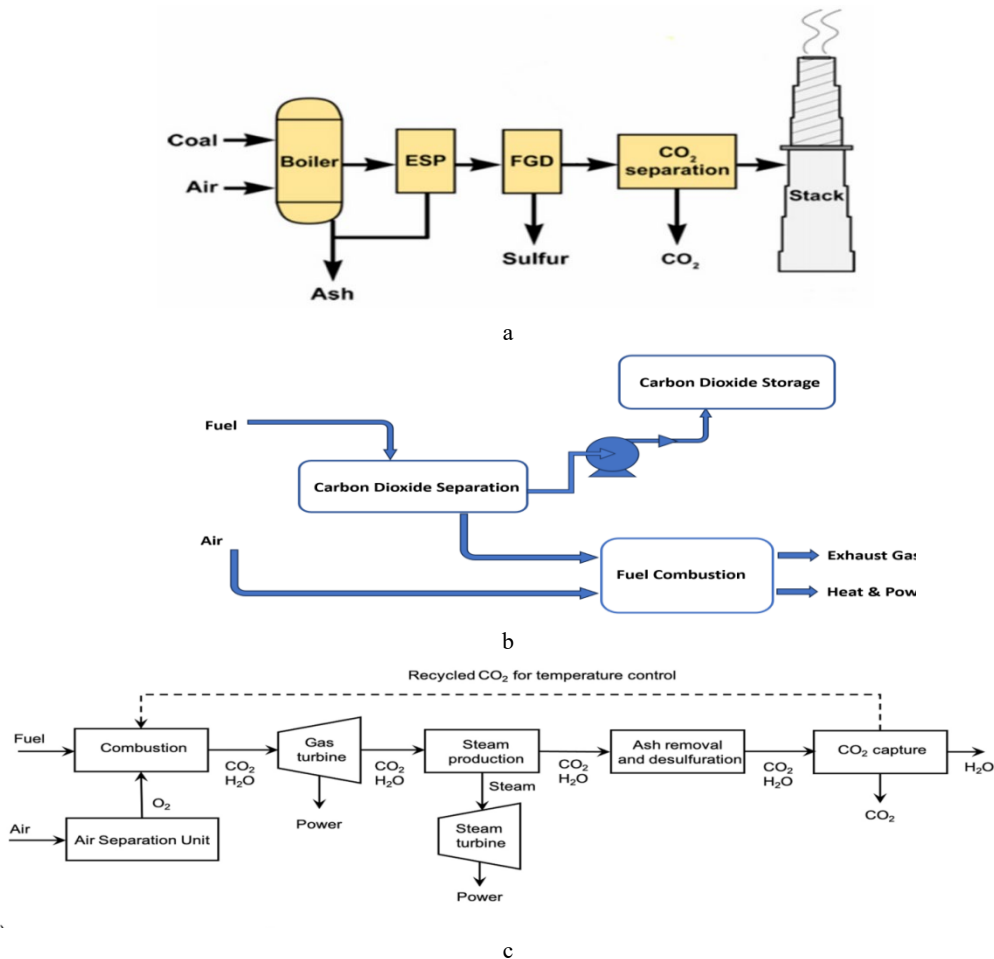 Coal
Air
Boiler
ESP
FGD
CO₂
separation
Stack
Ash
Sulfur
CO₂
a
Carbon Dioxide Storage
Fuel
Carbon Dioxide Separation
Air
Fuel Combustion
Exhaust Gas
Heat & Pow
b
Recycled CO₂ for temperature control
Fuel
Combustion
CO₂
H₂O
Gas
turbine
CO₂
H₂O
Steam
production
CO₂
H₂O
Ash removal
and desulfuration
CO₂
H₂O
CO₂ capture
H₂O
O₂
Power
Steam
CO₂
Air
Air Separation Unit
Steam
turbine
Power
c